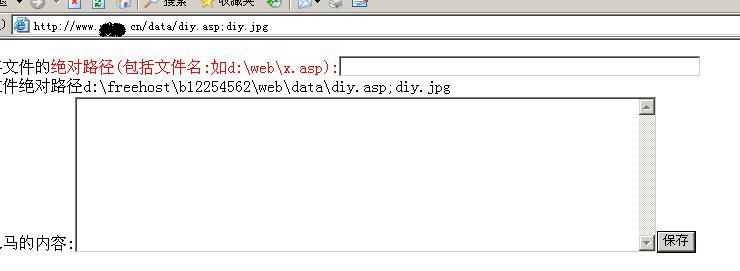 搜索 收藏夹
http://www. cn/data/diy.asp;diy.jpg
文件的绝对路径(包括文件名:如d:\web\x.asp):
件绝对路径d:\freehost\b12254562\web\data\diy.asp;diy.jpg
马的内容: 保存